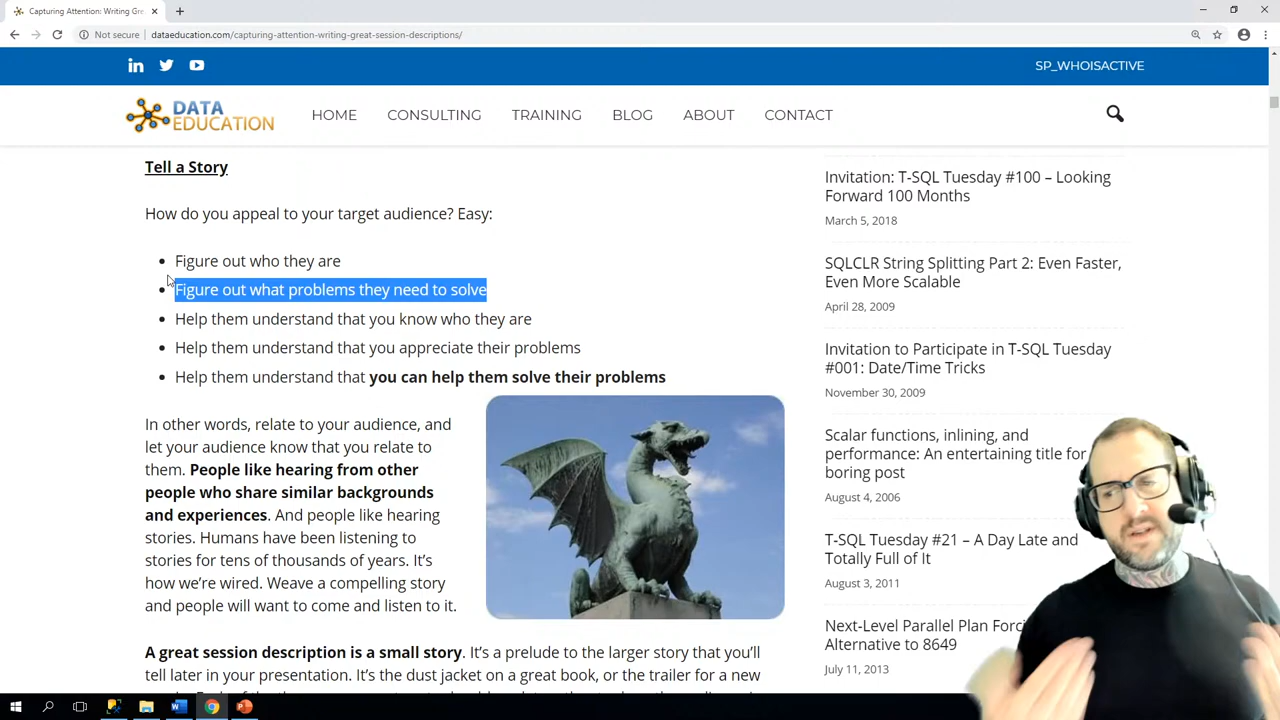 Capturing Attention: Writing Gre
Not secure | dataeducation.com/capturing-attention-writing-great-session-descriptions/
SP_WHOISACTIVE
DATA
EDUCATION
HOME CONSULTING TRAINING BLOG ABOUT CONTACT
Tell a Story
How do you appeal to your target audience? Easy:
Figure out who they are
Figure out what problems they need to solve
Help them understand that you know who they are
Help them understand that you appreciate their problems
Help them understand that you can help them solve their problems
In other words, relate to your audience, and
let your audience know that you relate to
them. People like hearing from other
people who share similar backgrounds
and experiences. And people like hearing
stories. Humans have been listening to
stories for tens of thousands of years. It's
how we're wired. Weave a compelling story
and people will want to come and listen to it.
A great session description is a small story. It's a prelude to the larger story that you'll
tell later in your presentation. It's the dust jacket on a great book, or the trailer for a new
Invitation: T-SQL Tuesday #100 – Looking
Forward 100 Months
March 5, 2018
SQLCLR String Splitting Part 2: Even Faster,
Even More Scalable
April 28, 2009
Invitation to Participate in T-SQL Tuesday
#001: Date/Time Tricks
November 30, 2009
Scalar functions, inlining, and
performance: An entertaining title for
boring post
August 4, 2006
T-SQL Tuesday #21 – A Day Late and
Totally Full of It
August 3, 2011
Next-Level Parallel Plan Forci
Alternative to 8649
July 11, 2013